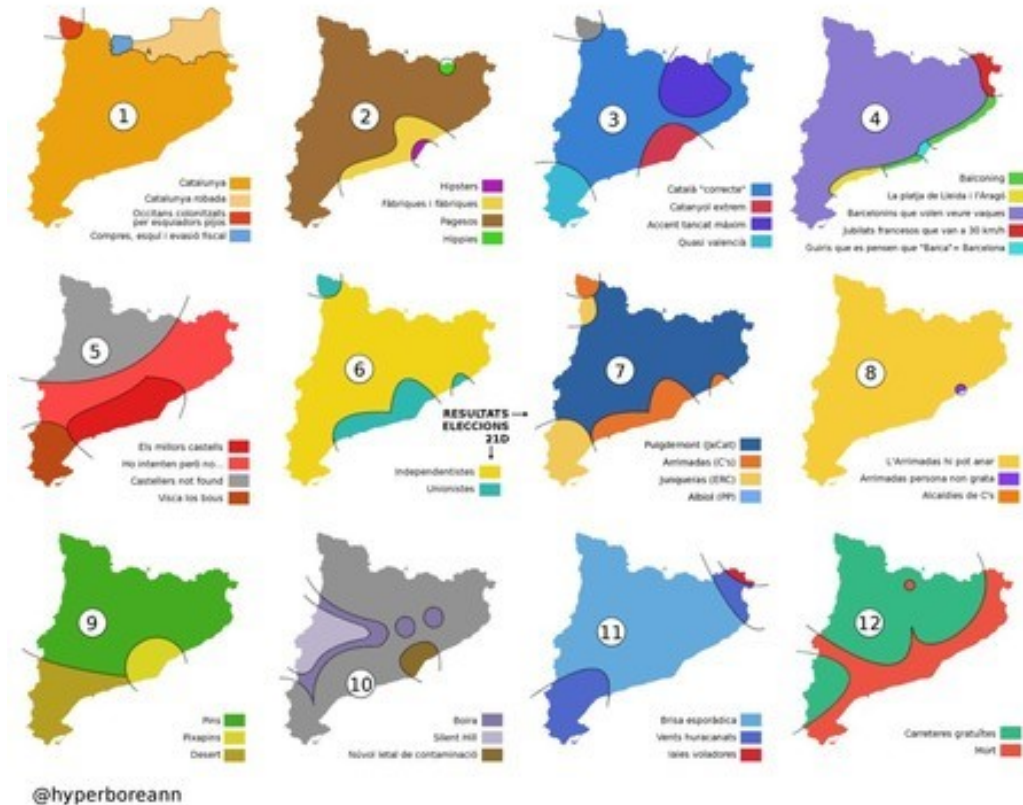 1
Catalunya
Catalunya robada
Occitans colonitzats
per esquiadors pijos
Compres, esquí i evasió fiscal
2
Hipsters
Fàbriques i fàbriques
Pagesos
Hippies
3
Català "correcte"
Catanyol extrem
Accent tancat màxim
Quasi valencià
4
Balconing
La platja de Lleida i l'Aragó
Barcelonins que volen veure vaques
Jubilats francesos que van a 30 km/h
Guiris que es pensen que "Barca"= Barcelona
5
Els millors castells
Ho intenten però no...
Castellers not found
Visca los bous
6
RESULTATS →
ELECCIONS
21D
↓
Independentistes
Unionistes
7
Puigdemont (JxCat)
Arrimadas (C's)
Junqueras (ERC)
Albiol (PP)
8
L'Arrimadas hi pot anar
Arrimadas persona non grata
Alcaldies de C's
9
Pins
Pixapins
Desert
10
Boira
Silent Hill
Núvol letal de contaminació
11
Brisa esporàdica
Vents huracanats
Iaies voladores
12
Carreteres gratuïtes
Mort
@hyperboreann